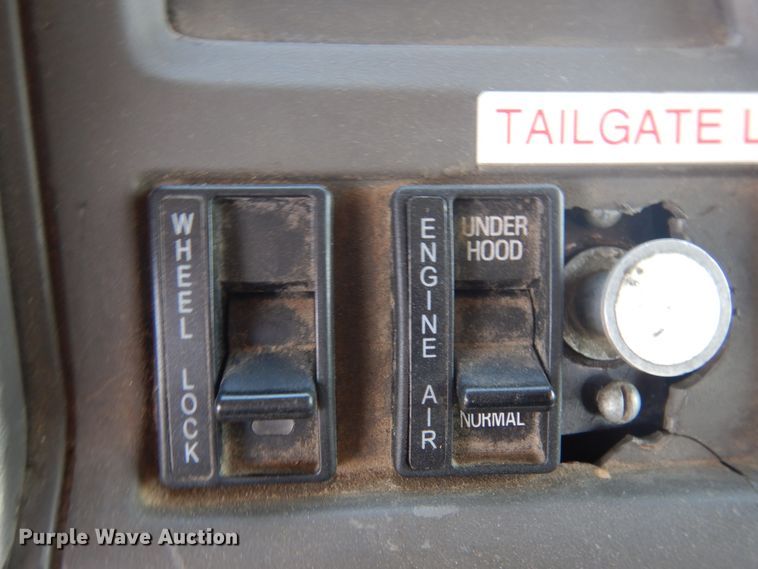 TAILGATE L
WHEEL LOCK
ENGINE AIR
UNDER
HOOD
NORMAL
Purple Wave Auction